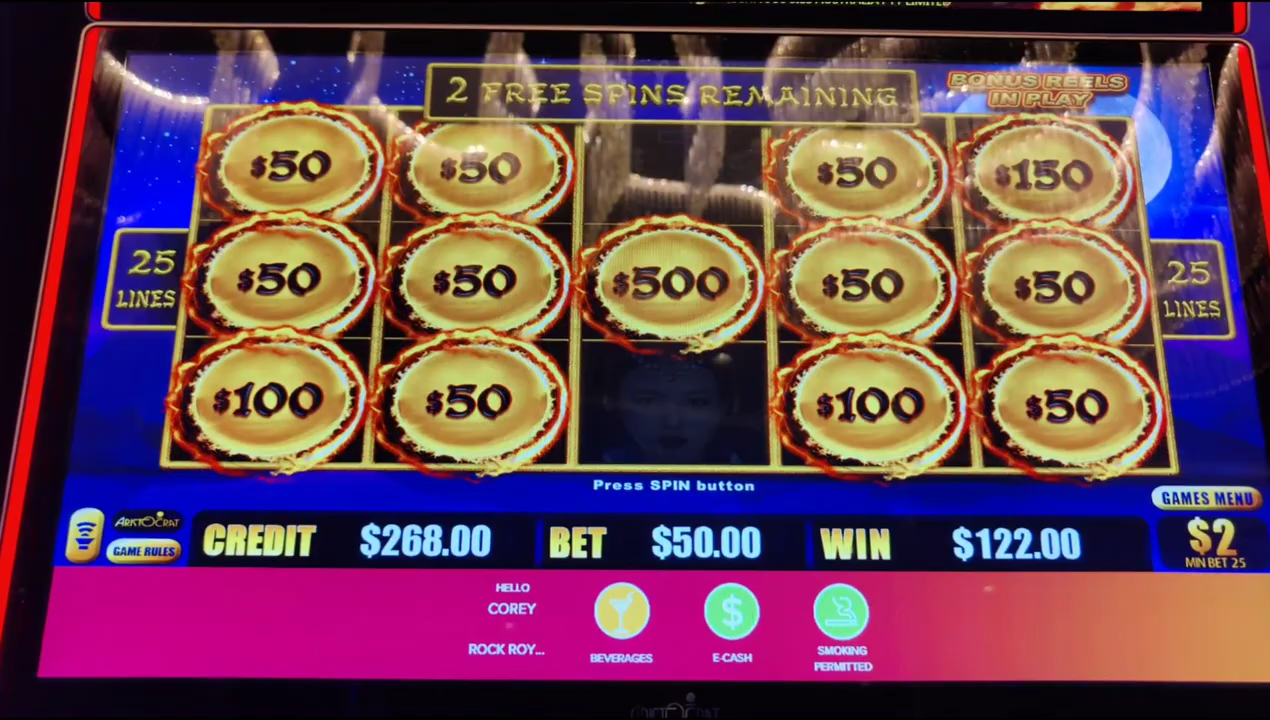 2 FREE SPINS REMAINING
BONUS REELS
IN PLAY
$50 $50 $50 $150
25
LINES
$50 $50 $500 $50 $50
25
LINES
$100 $50 $100 $50
Press SPIN button
GAMES MENU
ARISTOCRAT
GAME RULES
CREDIT $268.00 BET $50.00 WIN $122.00
$2
MIN BET 25
HELLO
COREY
ROCK ROY...
BEVERAGES
E-CASH
SMOKING
PERMITTED
ARISTOCRAT